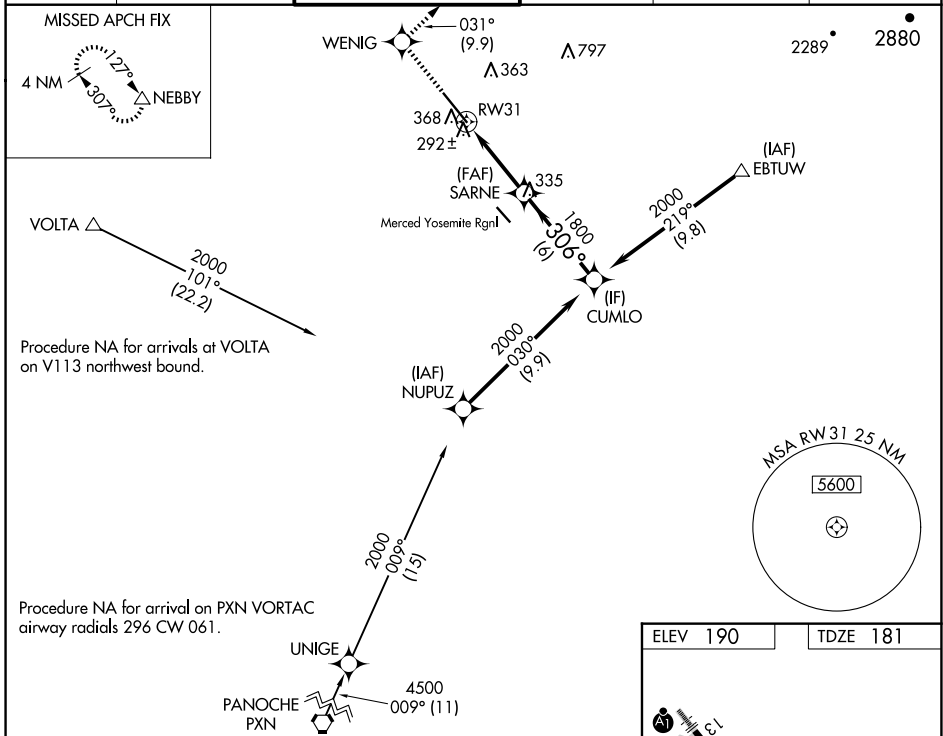 MISSED APCH FIX
127°
4 NM
NEBBY
307°
WENIG
031°
(9.9)
797
363
2289
2880
RW31
368
292±
(FAF)
SARNE
335
(IAF)
EBTUW
Merced Yosemite Rgnl
1800
306°
(6)
2000
219°
(9.8)
VOLTA
2000
101°
(22.2)
(IF)
CUMLO
Procedure NA for arrivals at VOLTA
on V113 northwest bound.
2000
030°
(9.9)
(IAF)
NUPUZ
MSA RW31 25 NM
5600
2000
009°
(15)
Procedure NA for arrival on PXN VORTAC
airway radials 296 CW 061.
UNIGE
4500
009° (11)
PANOCHE
PXN
ELEV 190
TDZE 181
A1
13